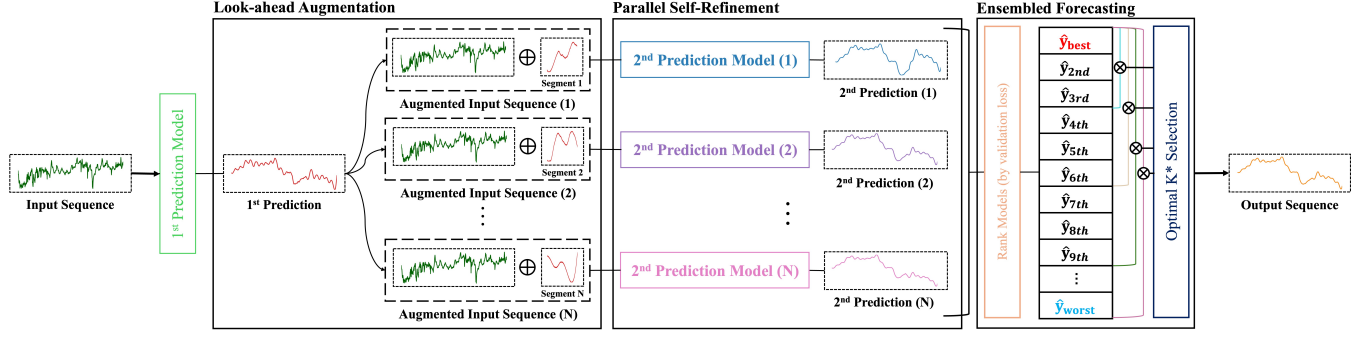 Look-ahead Augmentation
Parallel Self-Refinement
Ensembled Forecasting
Input Sequence
1st Prediction Model
1st Prediction
Segment 1
Augmented Input Sequence (1)
Segment 2
Augmented Input Sequence (2)
⋮
Segment N
Augmented Input Sequence (N)
2nd Prediction Model (1)
2nd Prediction (1)
2nd Prediction Model (2)
2nd Prediction (2)
⋮
2nd Prediction Model (N)
2nd Prediction (N)
Rank Models (by validation loss)
ŷbest
ŷ2nd
ŷ3rd
ŷ4th
ŷ5th
ŷ6th
ŷ7th
ŷ8th
ŷ9th
⋮
ŷworst
Optimal K* Selection
Output Sequence